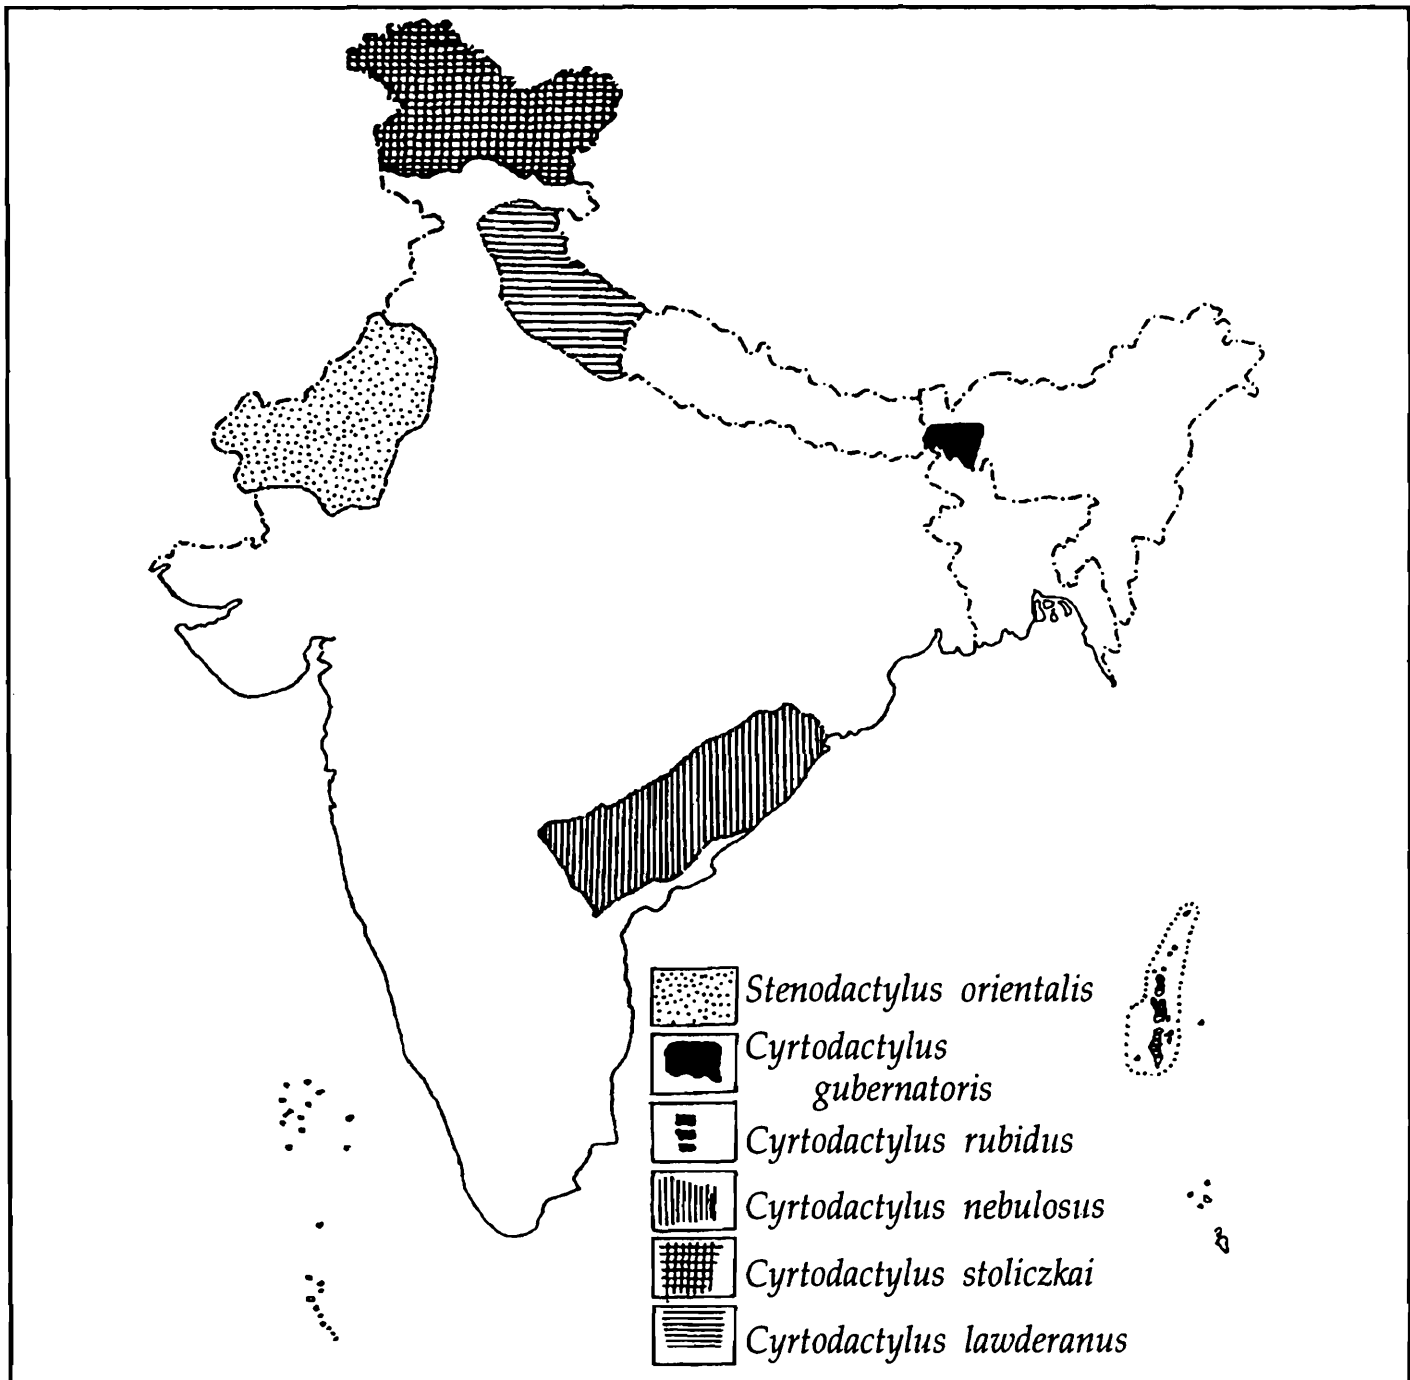 Stenodactylus orientalis
Cyrtodactylus
gubernatoris
Cyrtodactylus rubidus
Cyrtodactylus nebulosus
Cyrtodactylus stoliczkai
Cyrtodactylus lawderanus